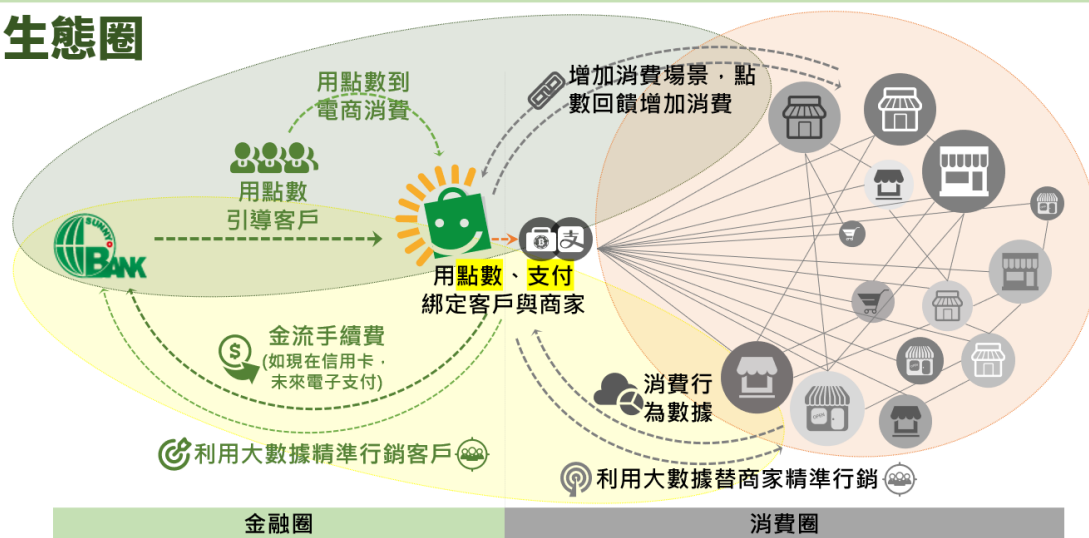 生態圈
用點數到
電商消費
增加消費場景，點
數回饋增加消費
用點數
引導客戶
SUNNY
BANK
支
用點數、支付
綁定客戶與商家
金流手續費
(如現在信用卡，
未來電子支付)
消費行
為數據
OPEN
利用大數據精準行銷客戶
利用大數據替商家精準行銷
金融圈
消費圈